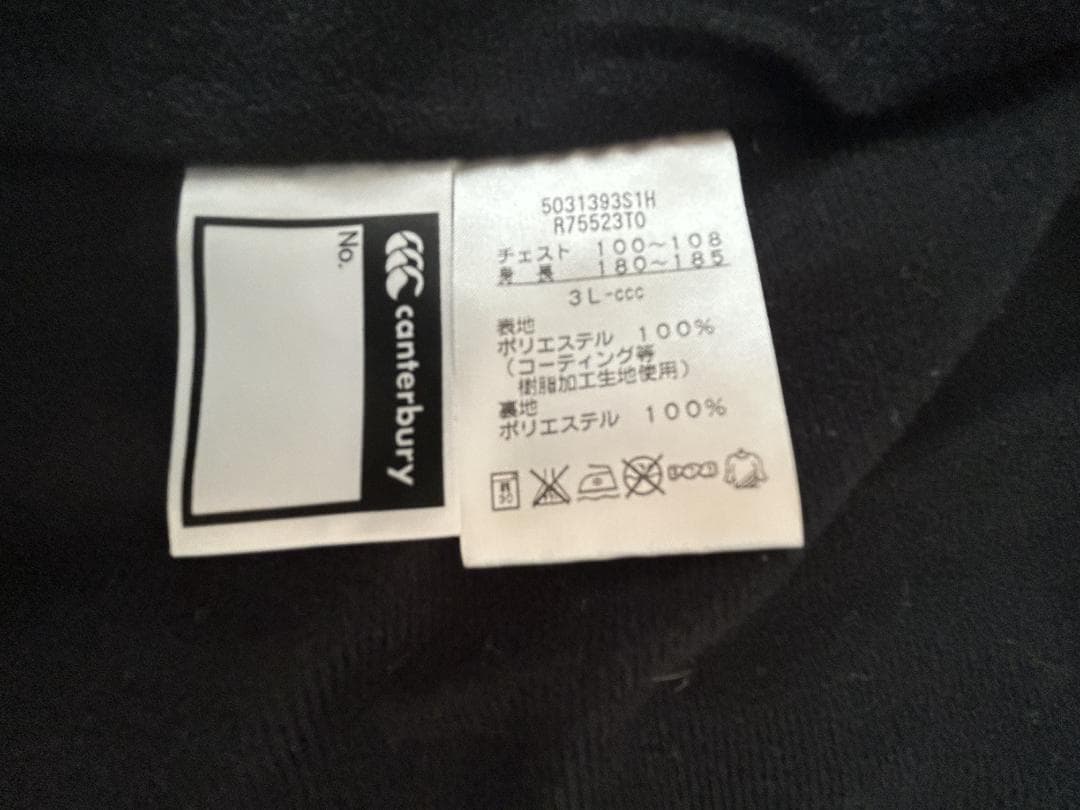 No.
canterbury
5031393S1H
R75523T0
チェスト 100~108
身長 180~185
3L-ccc
表地
ポリエステル 100%
(コーティング等
樹脂加工生地使用)
裏地
ポリエステル 100%